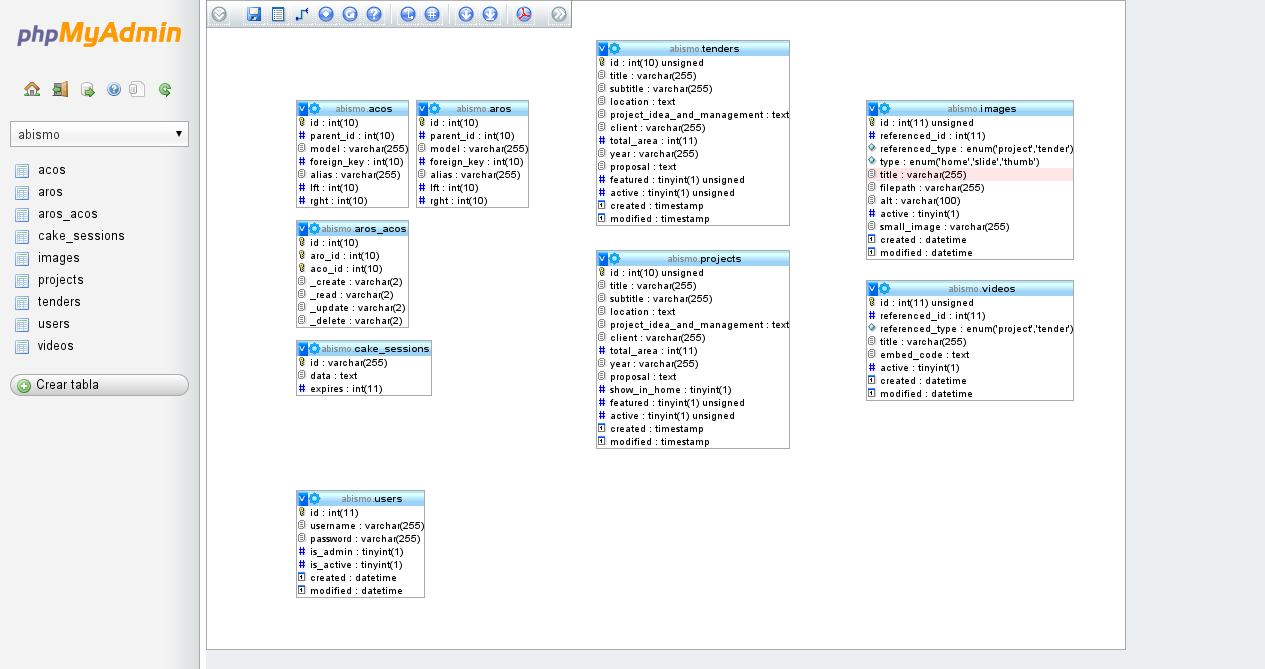 phpMyAdmin
abismo
acos
aros
aros_acos
cake_sessions
images
projects
tenders
users
videos
Crear tabla
abismo.acos
id : int(10)
parent_id : int(10)
model : varchar(255)
foreign_key : int(10)
alias : varchar(255)
lft : int(10)
rght : int(10)
abismo.aros
id : int(10)
parent_id : int(10)
model : varchar(255)
foreign_key : int(10)
alias : varchar(255)
lft : int(10)
rght : int(10)
abismo.aros_acos
id : int(10)
aro_id : int(10)
aco_id : int(10)
_create : varchar(2)
_read : varchar(2)
_update : varchar(2)
_delete : varchar(2)
abismo.cake_sessions
id : varchar(255)
data : text
expires : int(11)
abismo.users
id : int(11)
username : varchar(255)
password : varchar(255)
is_admin : tinyint(1)
is_active : tinyint(1)
created : datetime
modified : datetime
abismo.tenders
id : int(10) unsigned
title : varchar(255)
subtitle : varchar(255)
location : text
project_idea_and_management : text
client : varchar(255)
total_area : int(11)
year : varchar(255)
proposal : text
featured : tinyint(1) unsigned
active : tinyint(1) unsigned
created : timestamp
modified : timestamp
abismo.projects
id : int(10) unsigned
title : varchar(255)
subtitle : varchar(255)
location : text
project_idea_and_management : text
client : varchar(255)
total_area : int(11)
year : varchar(255)
proposal : text
show_in_home : tinyint(1)
featured : tinyint(1) unsigned
active : tinyint(1) unsigned
created : timestamp
modified : timestamp
abismo.images
id : int(11) unsigned
referenced_id : int(11)
referenced_type : enum('project','tender')
type : enum('home','slide','thumb')
title : varchar(255)
filepath : varchar(255)
alt : varchar(100)
active : tinyint(1)
small_image : varchar(255)
created : datetime
modified : datetime
abismo.videos
id : int(11) unsigned
referenced_id : int(11)
referenced_type : enum('project','tender')
title : varchar(255)
embed_code : text
active : tinyint(1)
created : datetime
modified : datetime